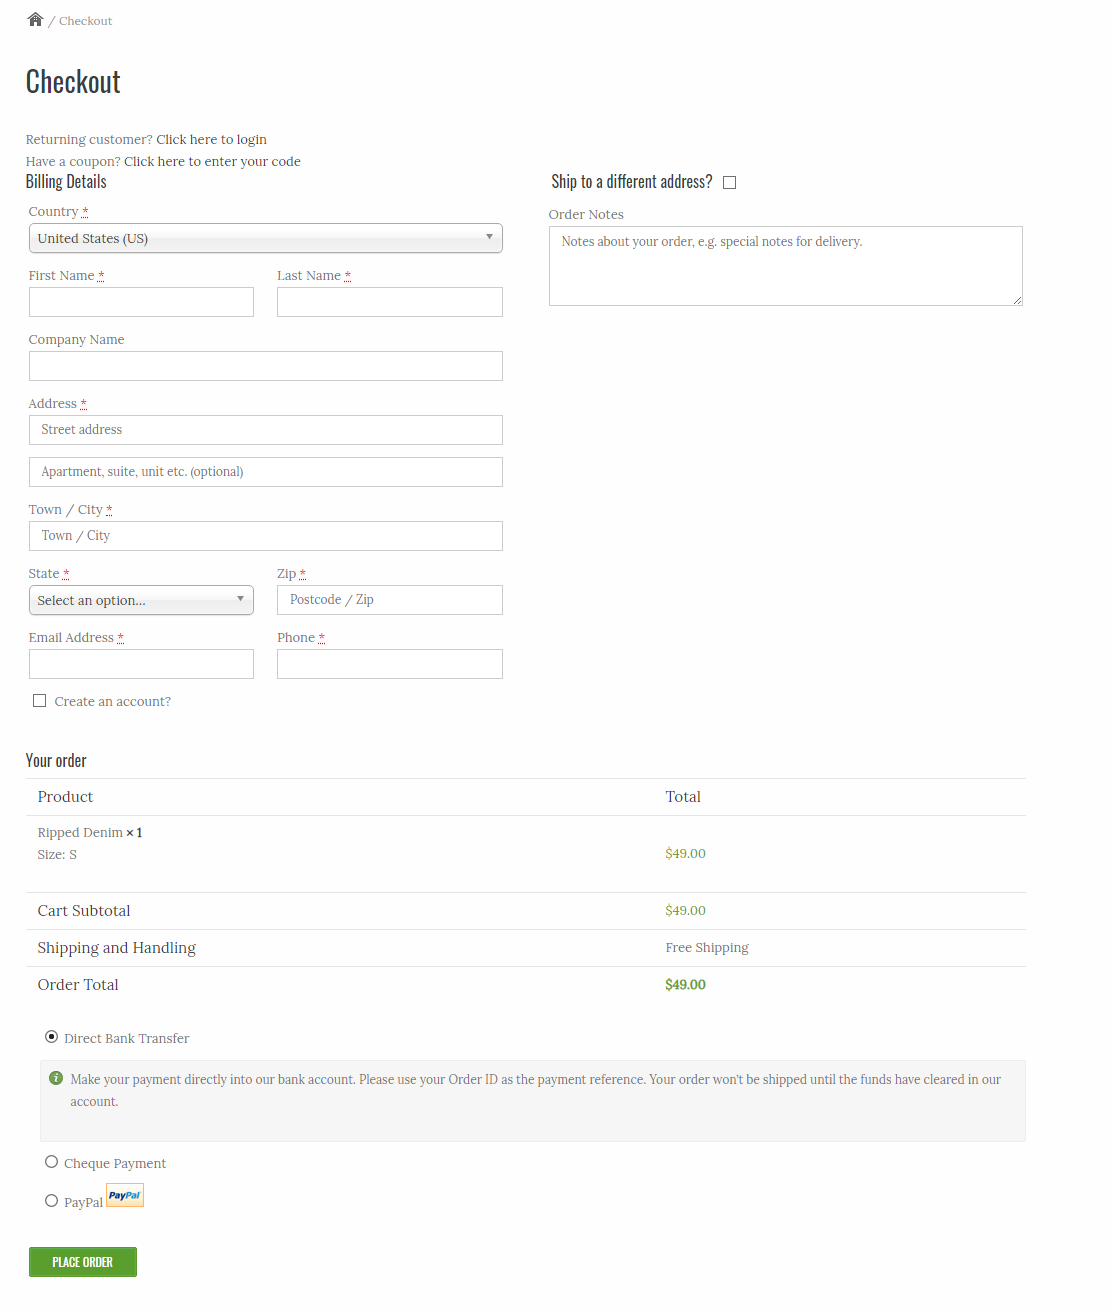 / Checkout
Checkout
Returning customer? Click here to login
Have a coupon? Click here to enter your code
Billing Details
Country *
United States (US)
First Name *
Last Name *
Company Name
Address *
Street address
Apartment, suite, unit etc. (optional)
Town / City *
Town / City
State *
Zip *
Select an option...
Postcode / Zip
Email Address *
Phone *
Create an account?
Ship to a different address?
Order Notes
Notes about your order, e.g. special notes for delivery.
Your order
Product Total
Ripped Denim × 1
Size: S
$49.00
Cart Subtotal $49.00
Shipping and Handling Free Shipping
Order Total $49.00
Direct Bank Transfer
Make your payment directly into our bank account. Please use your Order ID as the payment reference. Your order won't be shipped until the funds have cleared in our
account.
Cheque Payment
PayPal PayPal
PLACE ORDER